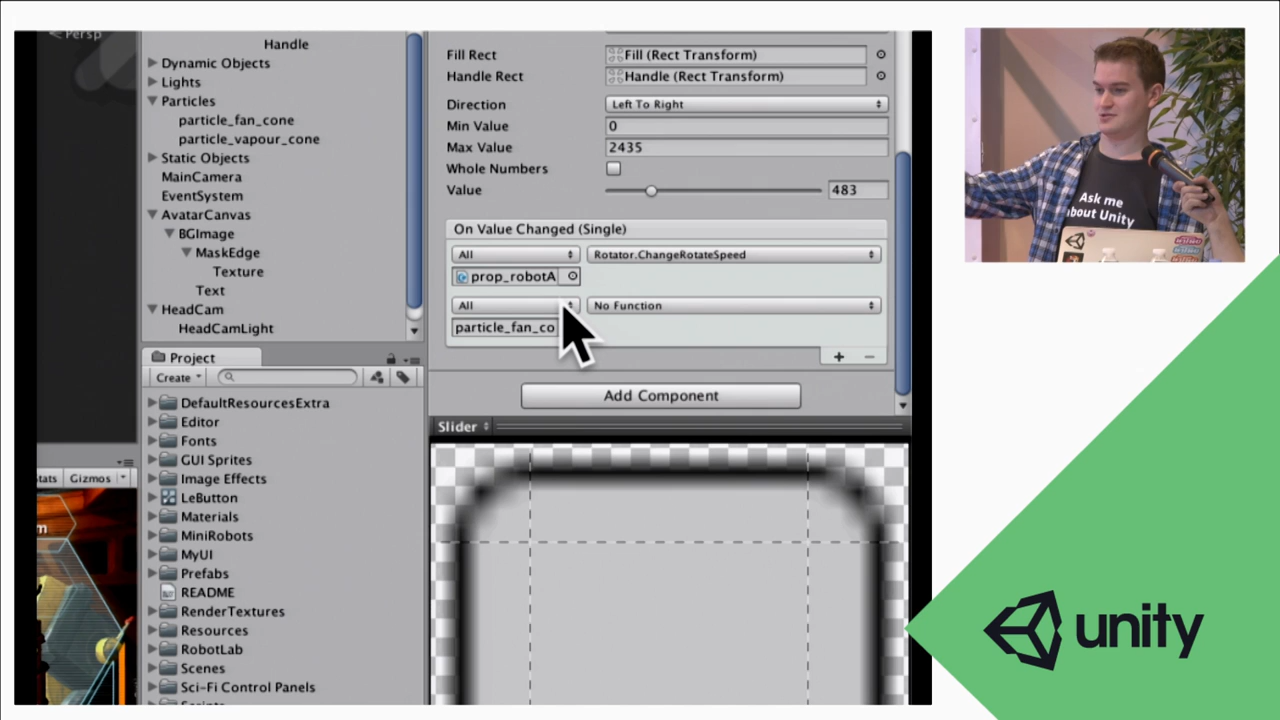 Persp
Handle
Dynamic Objects
Lights
Particles
particle_fan_cone
particle_vapour_cone
Static Objects
MainCamera
EventSystem
AvatarCanvas
BGImage
MaskEdge
Texture
Text
HeadCam
HeadCamLight
Project
Create
DefaultResourcesExtra
Editor
Fonts
GUI Sprites
Image Effects
LeButton
Materials
MiniRobots
MyUI
Prefabs
README
RenderTextures
Resources
RobotLab
Scenes
Sci-Fi Control Panels
tats Gizmos
m
Fill Rect Fill (Rect Transform)
Handle Rect Handle (Rect Transform)
Direction Left To Right
Min Value 0
Max Value 2435
Whole Numbers
Value 483
On Value Changed (Single)
All Rotator.ChangeRotateSpeed
prop_robotA
All No Function
particle_fan_co
+ −
Add Component
Slider
Ask me
bout Unity
unity